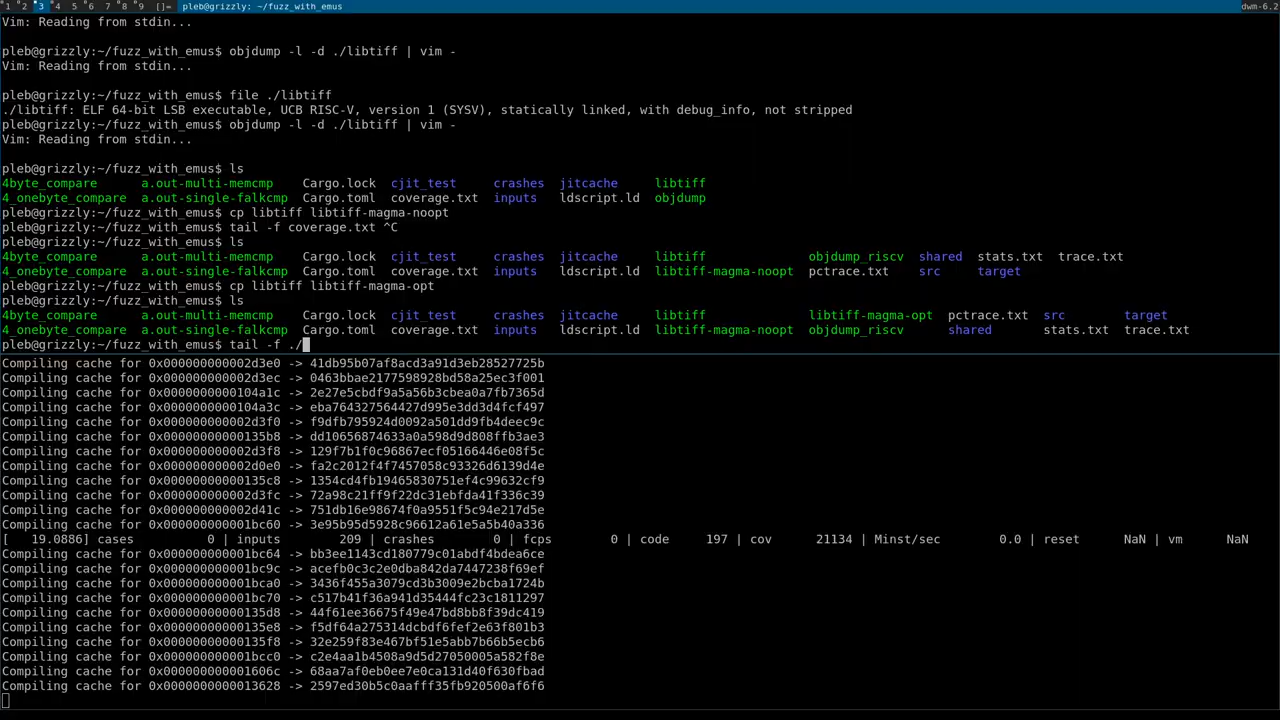 1 2 3 4 5 6 7 8 9 []= pleb@grizzly: ~/fuzz_with_emus dwm-6.2
Vim: Reading from stdin...
pleb@grizzly:~/fuzz_with_emus$ objdump -l -d ./libtiff | vim -
Vim: Reading from stdin...
pleb@grizzly:~/fuzz_with_emus$ file ./libtiff
./libtiff: ELF 64-bit LSB executable, UCB RISC-V, version 1 (SYSV), statically linked, with debug_info, not stripped
pleb@grizzly:~/fuzz_with_emus$ objdump -l -d ./libtiff | vim -
Vim: Reading from stdin...
pleb@grizzly:~/fuzz_with_emus$ ls
4byte_compare a.out-multi-memcmp Cargo.lock cjit_test crashes jitcache libtiff
4_onebyte_compare a.out-single-falkcmp Cargo.toml coverage.txt inputs ldscript.ld objdump
pleb@grizzly:~/fuzz_with_emus$ cp libtiff libtiff-magma-noopt
pleb@grizzly:~/fuzz_with_emus$ tail -f coverage.txt ^C
pleb@grizzly:~/fuzz_with_emus$ ls
4byte_compare a.out-multi-memcmp Cargo.lock cjit_test crashes jitcache libtiff objdump_riscv shared stats.txt trace.txt
4_onebyte_compare a.out-single-falkcmp Cargo.toml coverage.txt inputs ldscript.ld libtiff-magma-noopt pctrace.txt src target
pleb@grizzly:~/fuzz_with_emus$ cp libtiff libtiff-magma-opt
pleb@grizzly:~/fuzz_with_emus$ ls
4byte_compare a.out-multi-memcmp Cargo.lock cjit_test crashes jitcache libtiff libtiff-magma-opt pctrace.txt src target
4_onebyte_compare a.out-single-falkcmp Cargo.toml coverage.txt inputs ldscript.ld libtiff-magma-noopt objdump_riscv shared stats.txt trace.txt
pleb@grizzly:~/fuzz_with_emus$ tail -f ./
Compiling cache for 0x000000000002d3e0 -> 41db95b07af8acd3a91d3eb28527725b
Compiling cache for 0x000000000002d3ec -> 0463bbae2177598928bd58a25ec3f001
Compiling cache for 0x0000000000104a1c -> 2e27e5cbdf9a5a56b3cbea0a7fb7365d
Compiling cache for 0x0000000000104a3c -> eba764327564427d995e3dd3d4fcf497
Compiling cache for 0x000000000002d3f0 -> f9dfb795924d0092a501dd9fb4deec9c
Compiling cache for 0x00000000000135b8 -> dd10656874633a0a598d9d808ffb3ae3
Compiling cache for 0x000000000002d3f8 -> 129f7b1f0c96867ecf05166446e08f5c
Compiling cache for 0x000000000002d0e0 -> fa2c2012f4f7457058c93326d6139d4e
Compiling cache for 0x00000000000135c8 -> 1354cd4fb19465830751ef4c99632cf9
Compiling cache for 0x000000000002d3fc -> 72a98c21ff9f22dc31ebfda41f336c39
Compiling cache for 0x000000000002d41c -> 751db16e98674f0a9551f5c94e217d5e
Compiling cache for 0x000000000001bc60 -> 3e95b95d5928c96612a61e5a5b40a336
[ 19.0886] cases 0 | inputs 209 | crashes 0 | fcps 0 | code 197 | cov 21134 | Minst/sec 0.0 | reset NaN | vm NaN
Compiling cache for 0x000000000001bc64 -> bb3ee1143cd180779c01abdf4bdea6ce
Compiling cache for 0x000000000001bc9c -> acefb0c3c2e0dba842da7447238f69ef
Compiling cache for 0x000000000001bca0 -> 3436f455a3079cd3b3009e2bcba1724b
Compiling cache for 0x000000000001bc70 -> c517b41f36a941d35444fc23c1811297
Compiling cache for 0x00000000000135d8 -> 44f61ee36675f49e47bd8bb8f39dc419
Compiling cache for 0x00000000000135e8 -> f5df64a275314dcbdf6fef2e63f801b3
Compiling cache for 0x00000000000135f8 -> 32e259f83e467bf51e5abb7b66b5ecb6
Compiling cache for 0x000000000001bcc0 -> c2e4aa1b4508a9d5d27050005a582f8e
Compiling cache for 0x000000000001606c -> 68aa7af0eb0ee7e0ca131d40f630fbad
Compiling cache for 0x0000000000013628 -> 2597ed30b5c0aafff35fb920500af6f6